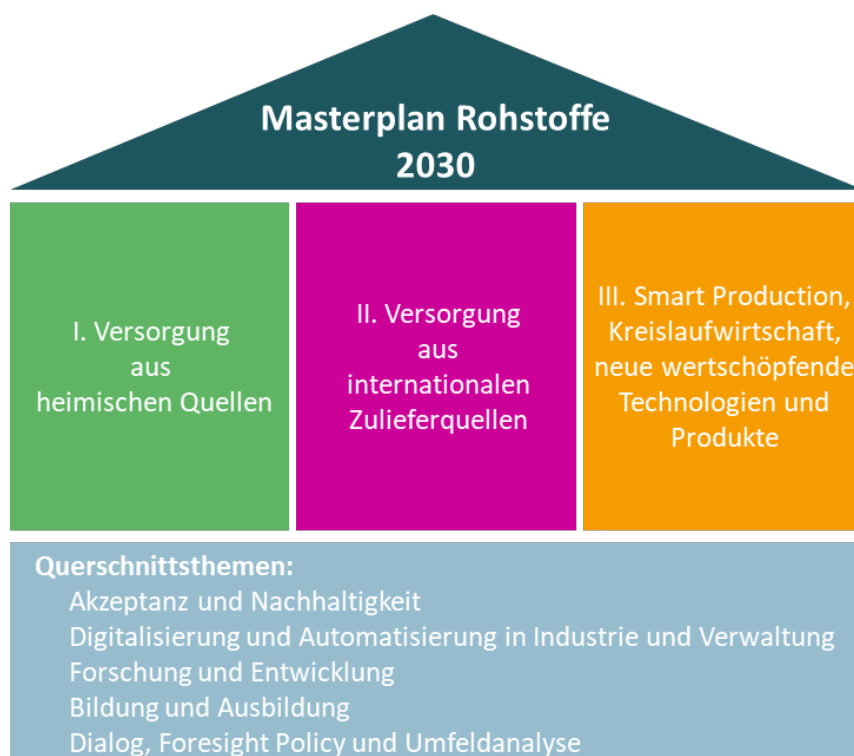 Masterplan Rohstoffe
2030
I. Versorgung
aus
heimischen Quellen
II. Versorgung
aus
internationalen
Zulieferquellen
III. Smart Production,
Kreislaufwirtschaft,
neue wertschöpfende
Technologien und
Produkte
Querschnittsthemen:
Akzeptanz und Nachhaltigkeit
Digitalisierung und Automatisierung in Industrie und Verwaltung
Forschung und Entwicklung
Bildung und Ausbildung
Dialog, Foresight Policy und Umfeldanalyse